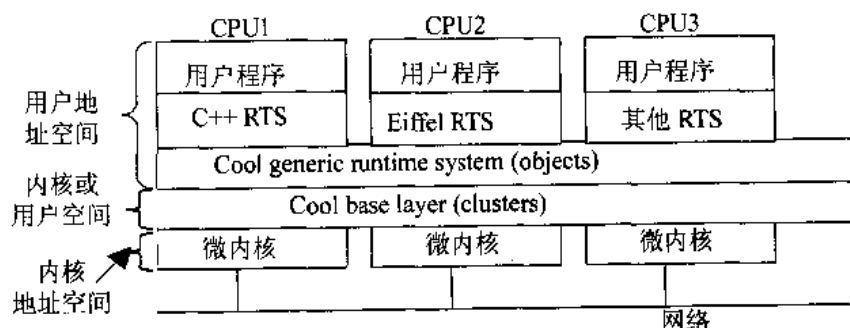 CPU1 CPU2 CPU3
用户程序 用户程序 用户程序
用户地
址空间
C++ RTS Eiffel RTS 其他 RTS
Cool generic runtime system (objects)
内核或
用户空间
Cool base layer (clusters)
微内核 微内核 微内核
内核
地址空间
网络